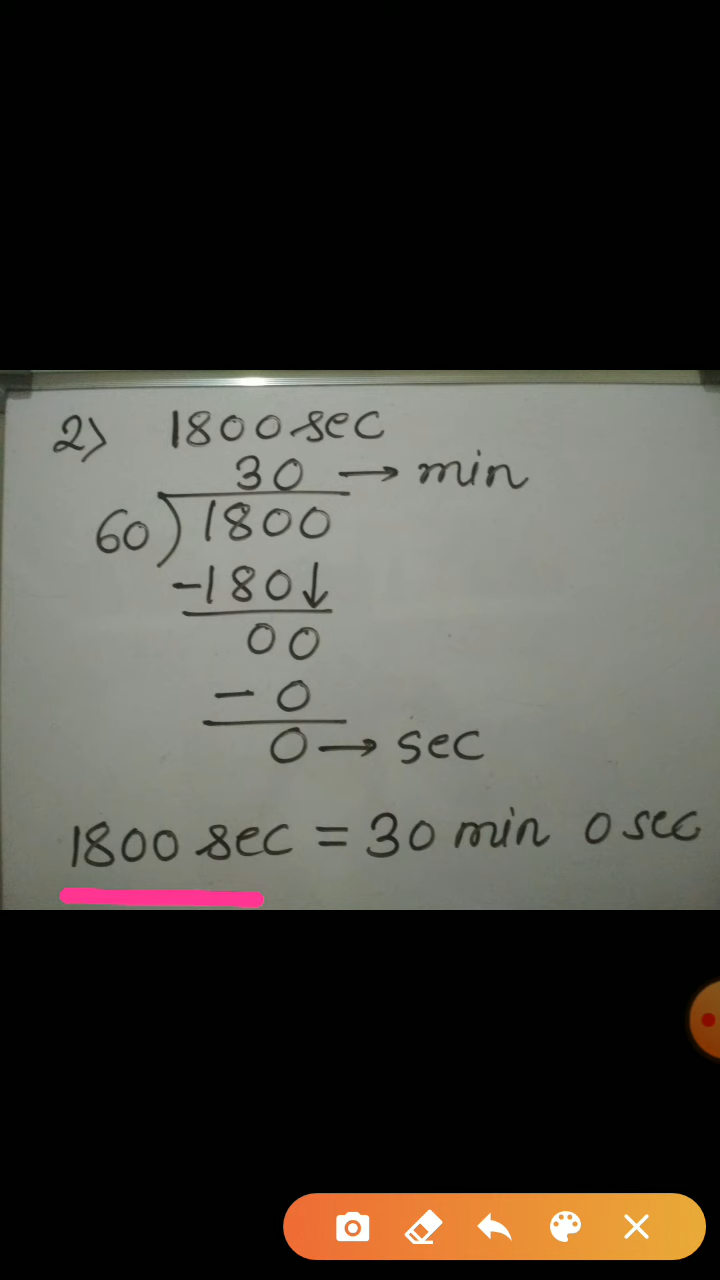 2) 1800 sec
30 → min
60)1800
-180↓
00
- 0
0 → sec
1800 sec = 30 min 0 sec